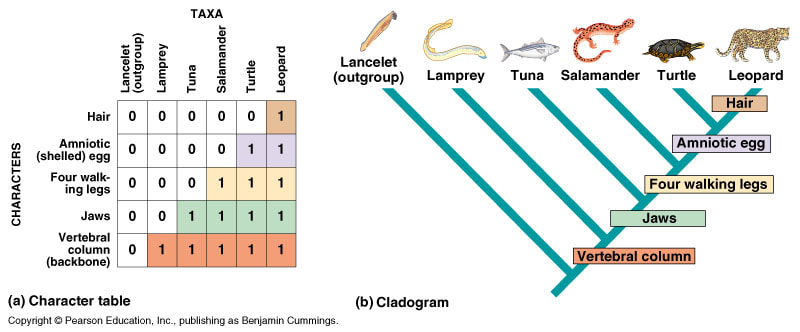 TAXA
Lancelet
(outgroup)
Lamprey
Tuna
Salamander
Turtle
Leopard
CHARACTERS
Hair 0 0 0 0 0 1
Amniotic
(shelled) egg 0 0 0 0 1 1
Four walk-
ing legs 0 0 0 1 1 1
Jaws 0 0 1 1 1 1
Vertebral
column
(backbone) 0 1 1 1 1 1
(a) Character table
Lancelet
(outgroup) Lamprey Tuna Salamander Turtle Leopard
Hair
Amniotic egg
Four walking legs
Jaws
Vertebral column
(b) Cladogram
Copyright © Pearson Education, Inc., publishing as Benjamin Cummings.